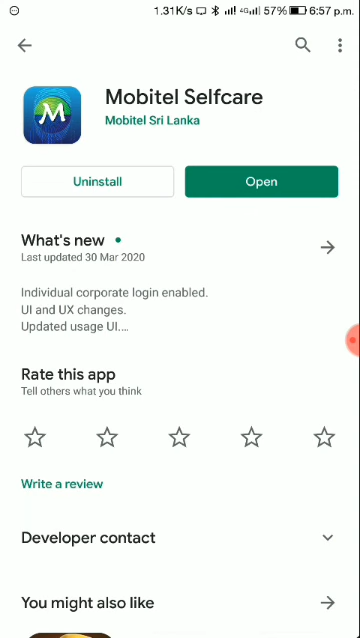 1.31K/s 4G 57% 6:57 p.m.
M
Mobitel Selfcare
Mobitel Sri Lanka
Uninstall
Open
What's new
Last updated 30 Mar 2020
Individual corporate login enabled.
UI and UX changes.
Updated usage UI....
Rate this app
Tell others what you think
Write a review
Developer contact
You might also like